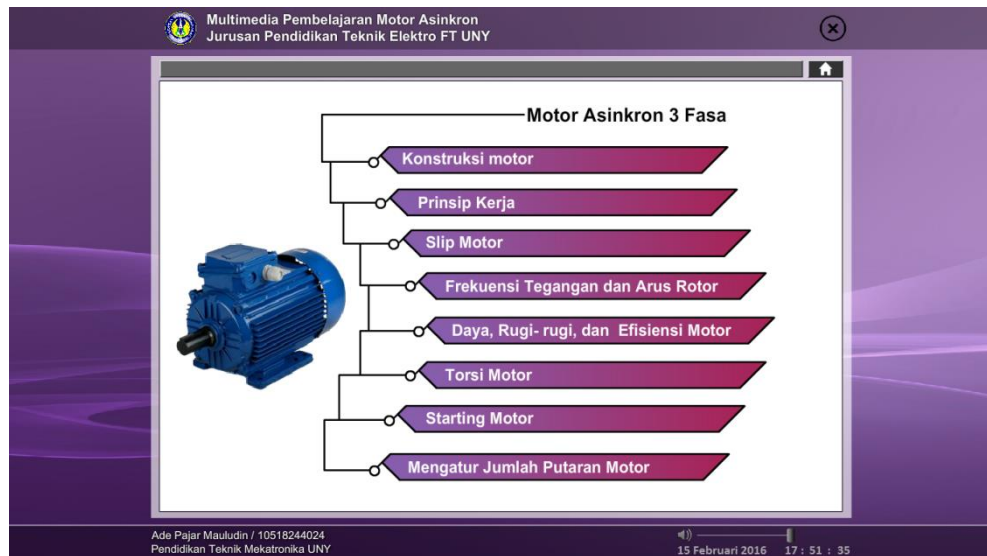 Multimedia Pembelajaran Motor Asinkron
Jurusan Pendidikan Teknik Elektro FT UNY
Motor Asinkron 3 Fasa
Konstruksi motor
Prinsip Kerja
Slip Motor
Frekuensi Tegangan dan Arus Rotor
Daya, Rugi- rugi, dan Efisiensi Motor
Torsi Motor
Starting Motor
Mengatur Jumlah Putaran Motor
Ade Pajar Mauludin / 10518244024
Pendidikan Teknik Mekatronika UNY
15 Februari 2016 17 : 51 : 35